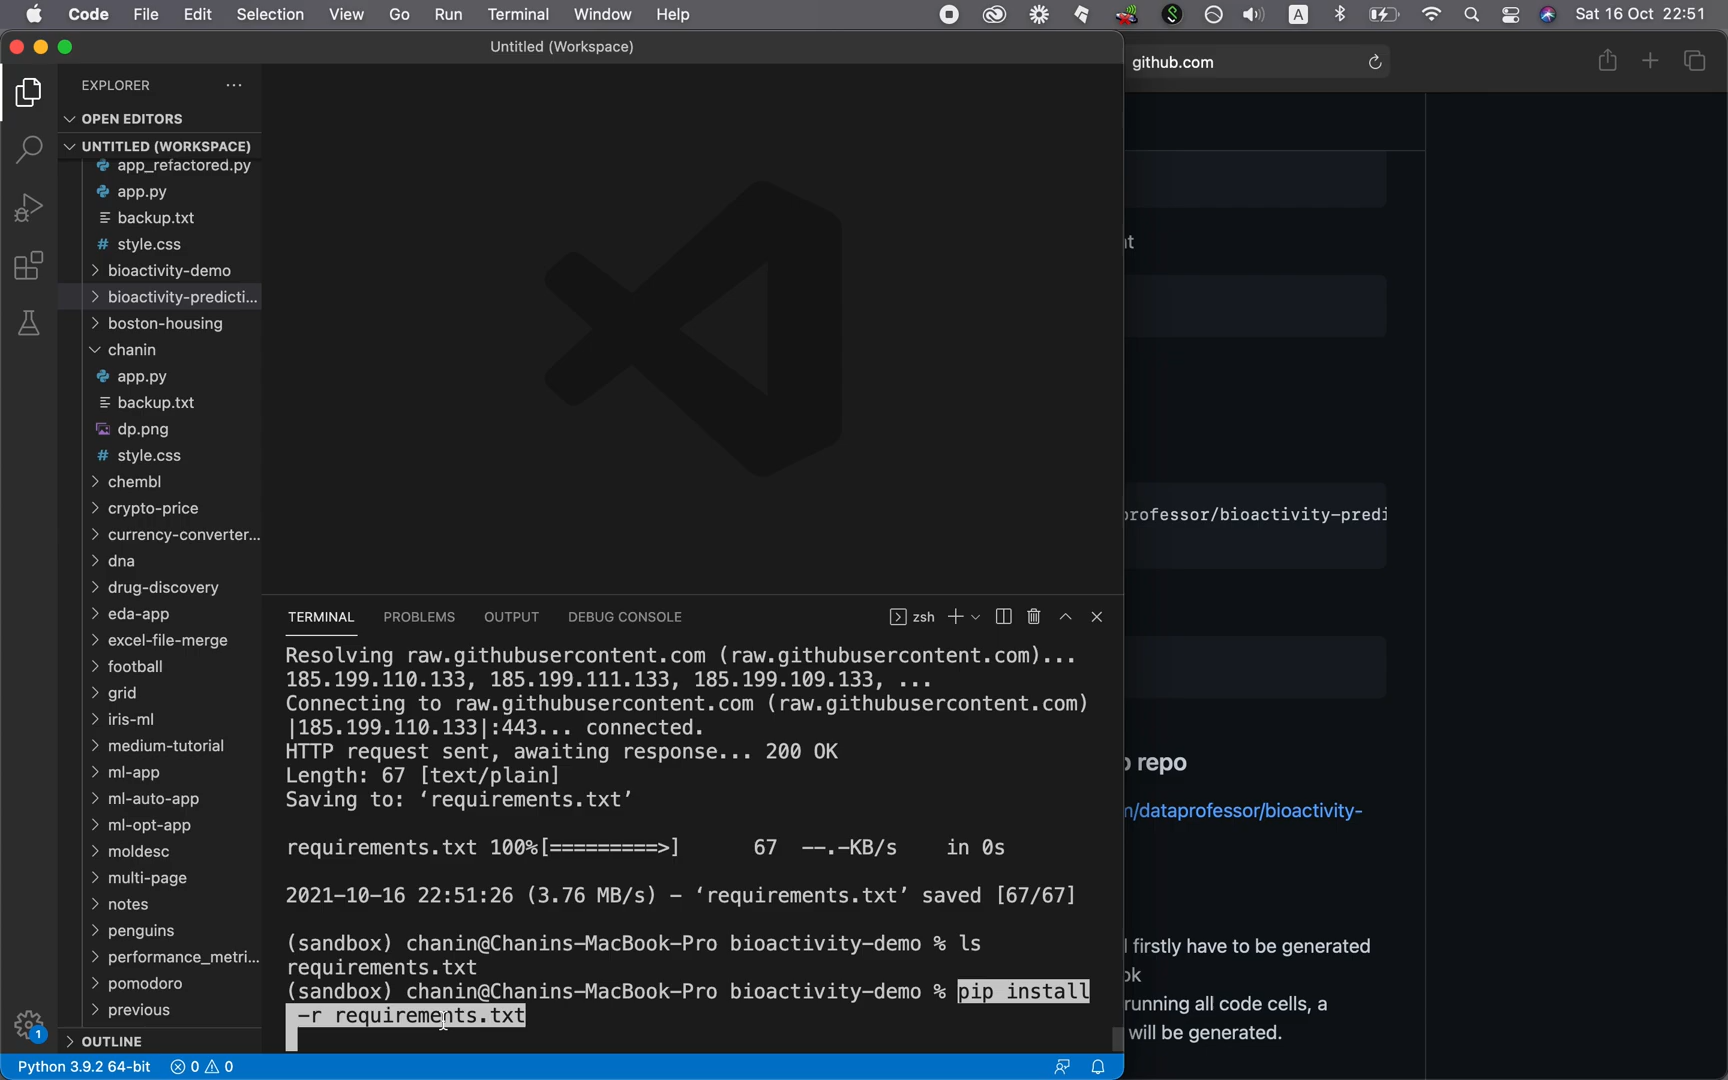 Code File Edit Selection View Go Run Terminal Window Help
A
Sat 16 Oct 22:51
Untitled (Workspace)
github.com
EXPLORER
OPEN EDITORS
UNTITLED (WORKSPACE)
app_refactored.py
app.py
backup.txt
style.css
bioactivity-demo
bioactivity-predicti...
boston-housing
chanin
app.py
backup.txt
dp.png
style.css
chembl
crypto-price
currency-converter...
dna
drug-discovery
eda-app
excel-file-merge
football
grid
iris-ml
medium-tutorial
ml-app
ml-auto-app
ml-opt-app
moldesc
multi-page
notes
penguins
performance_metri...
pomodoro
previous
OUTLINE
1
TERMINAL PROBLEMS OUTPUT DEBUG CONSOLE
zsh
Resolving raw.githubusercontent.com (raw.githubusercontent.com)...
185.199.110.133, 185.199.111.133, 185.199.109.133, ...
Connecting to raw.githubusercontent.com (raw.githubusercontent.com)
|185.199.110.133|:443... connected.
HTTP request sent, awaiting response... 200 OK
Length: 67 [text/plain]
Saving to: ‘requirements.txt’
requirements.txt 100%[=========>] 67 --.-KB/s in 0s
2021-10-16 22:51:26 (3.76 MB/s) - ‘requirements.txt’ saved [67/67]
(sandbox) chanin@Chanins-MacBook-Pro bioactivity-demo % ls
requirements.txt
(sandbox) chanin@Chanins-MacBook-Pro bioactivity-demo % pip install
-r requirements.txt
professor/bioactivity-predi
repo
m/dataprofessor/bioactivity-
firstly have to be generated
running all code cells, a
will be generated.
Python 3.9.2 64-bit 0 0